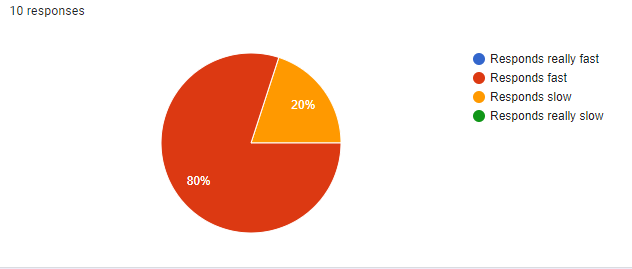 10 responses
Responds really fast
Responds fast
Responds slow
Responds really slow
20%
80%